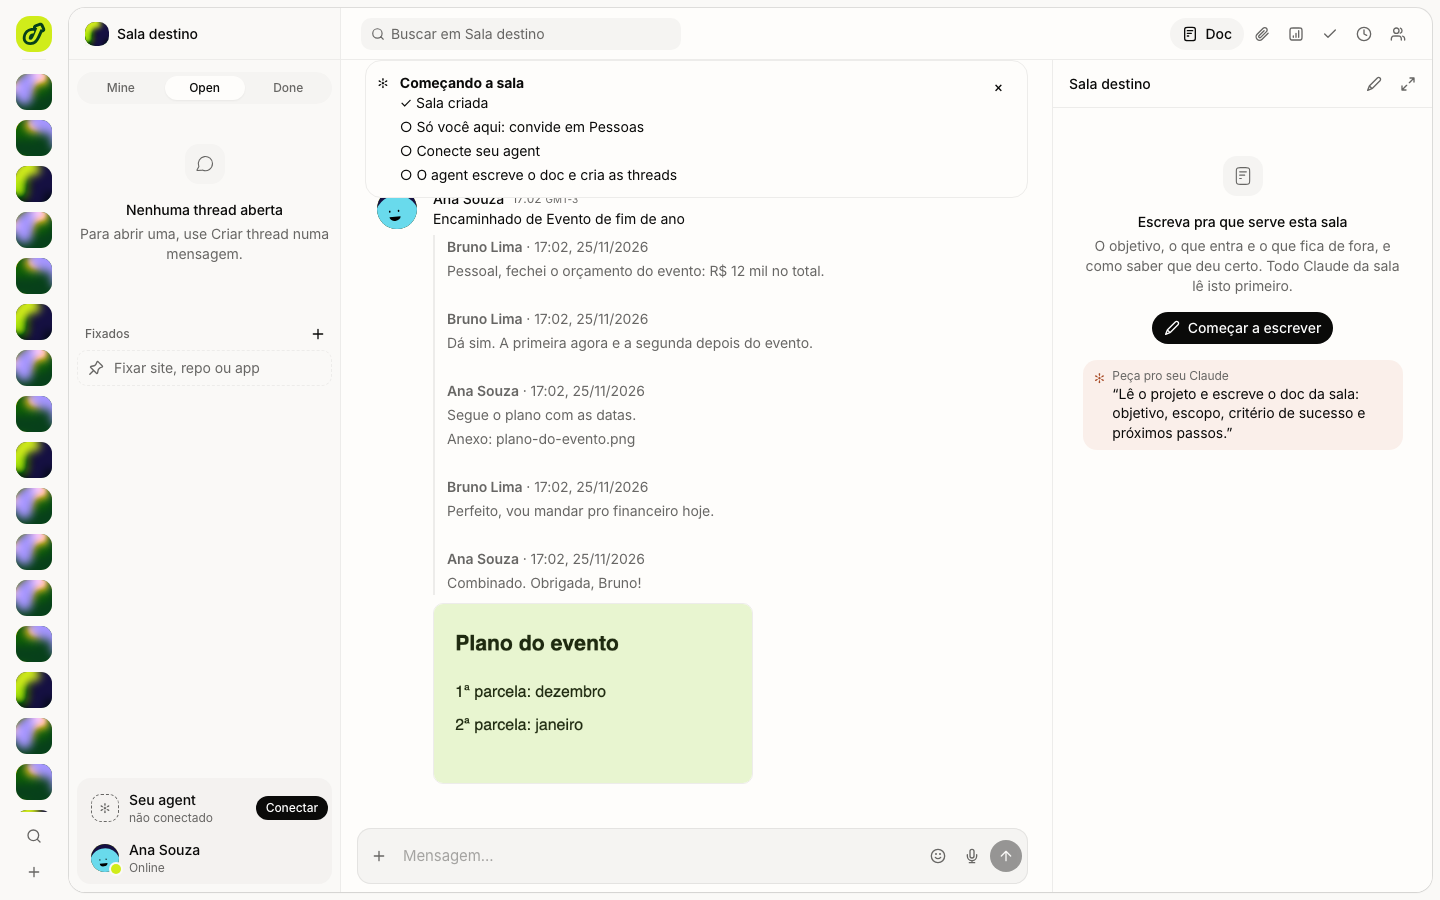 Sala destino
Buscar em Sala destino
Doc
Mine
Open
Done
Nenhuma thread aberta
Para abrir uma, use Criar thread numa
mensagem.
Fixados
Fixar site, repo ou app
Seu agent
não conectado
Conectar
Ana Souza
Online
Começando a sala
Sala criada
Só você aqui: convide em Pessoas
Conecte seu agent
O agent escreve o doc e cria as threads
Ana Souza 17:02 GMT-3
Encaminhado de Evento de fim de ano
Bruno Lima · 17:02, 25/11/2026
Pessoal, fechei o orçamento do evento: R$ 12 mil no total.
Bruno Lima · 17:02, 25/11/2026
Dá sim. A primeira agora e a segunda depois do evento.
Ana Souza · 17:02, 25/11/2026
Segue o plano com as datas.
Anexo: plano-do-evento.png
Bruno Lima · 17:02, 25/11/2026
Perfeito, vou mandar pro financeiro hoje.
Ana Souza · 17:02, 25/11/2026
Combinado. Obrigada, Bruno!
Plano do evento
1ª parcela: dezembro
2ª parcela: janeiro
Mensagem...
Sala destino
Escreva pra que serve esta sala
O objetivo, o que entra e o que fica de fora, e
como saber que deu certo. Todo Claude da sala
lê isto primeiro.
Começar a escrever
Peça pro seu Claude
“Lê o projeto e escreve o doc da sala:
objetivo, escopo, critério de sucesso e
próximos passos.”